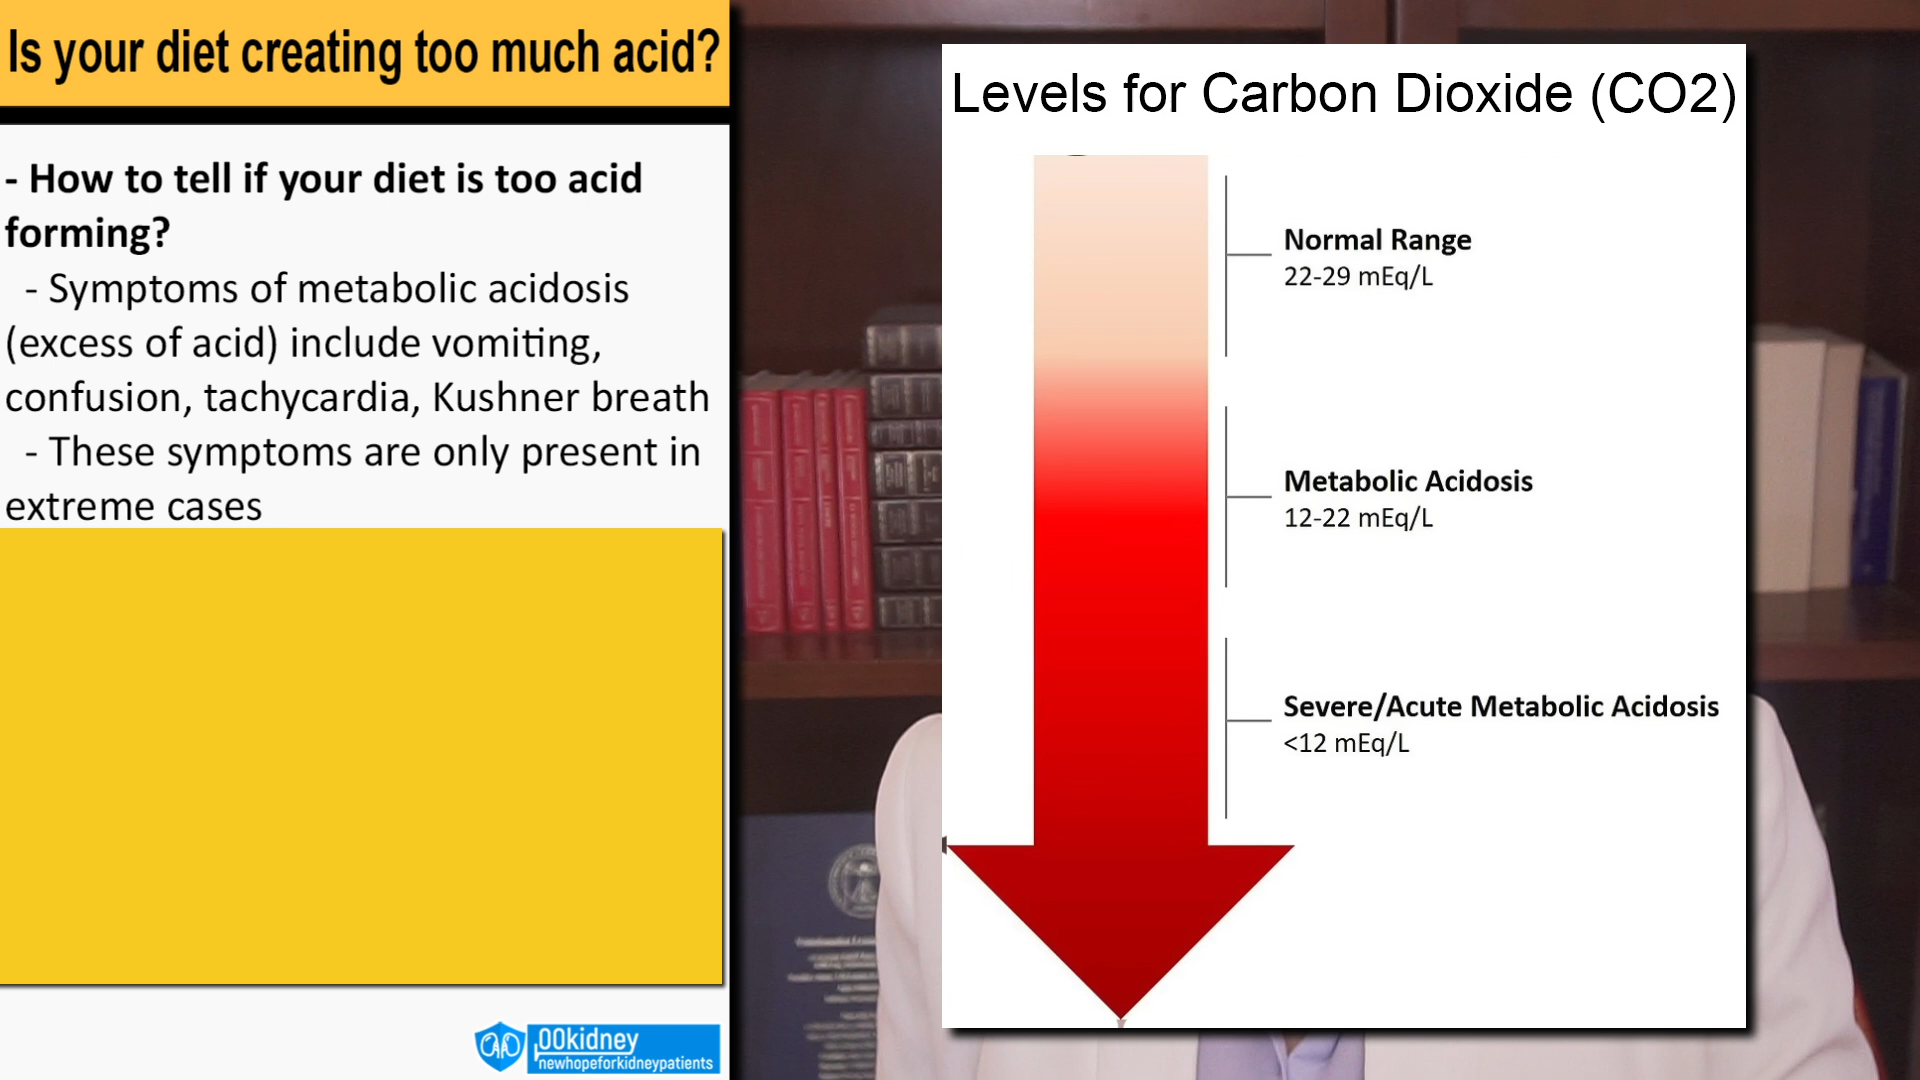 Is your diet creating too much acid?
- How to tell if your diet is too acid
forming?
- Symptoms of metabolic acidosis
(excess of acid) include vomiting,
confusion, tachycardia, Kushner breath
- These symptoms are only present in
extreme cases
00kidney
newhopeforkidneypatients
Levels for Carbon Dioxide (CO2)
Normal Range
22-29 mEq/L
Metabolic Acidosis
12-22 mEq/L
Severe/Acute Metabolic Acidosis
<12 mEq/L